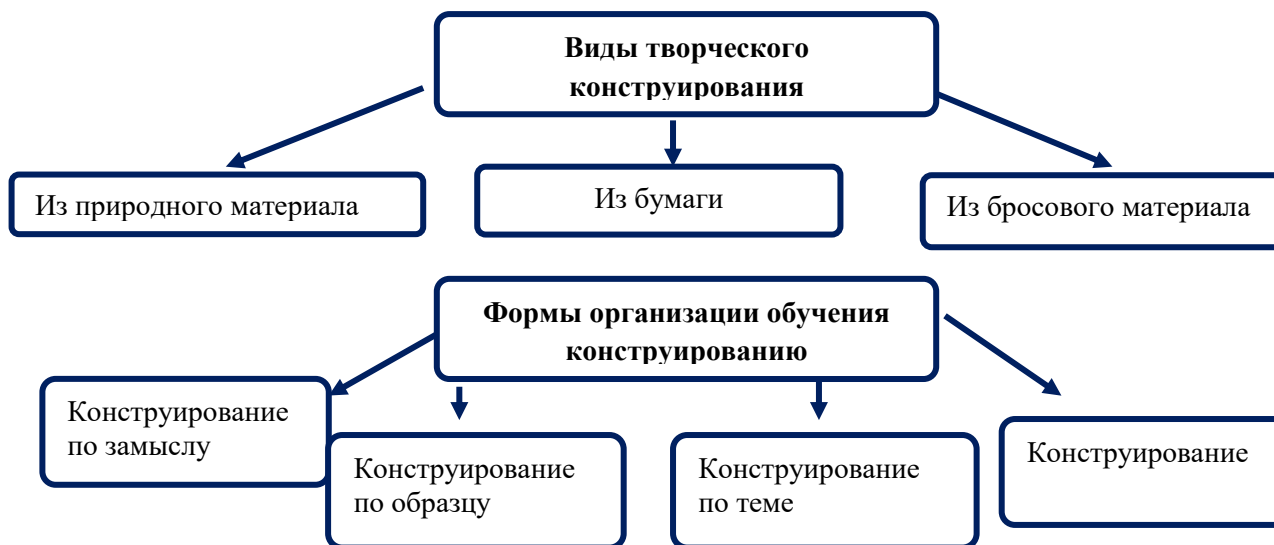 Виды творческого
конструирования
Из природного материала
Из бумаги
Из бросового материала
Формы организации обучения
конструированию
Конструирование
по замыслу
Конструирование
по образцу
Конструирование
по теме
Конструирование